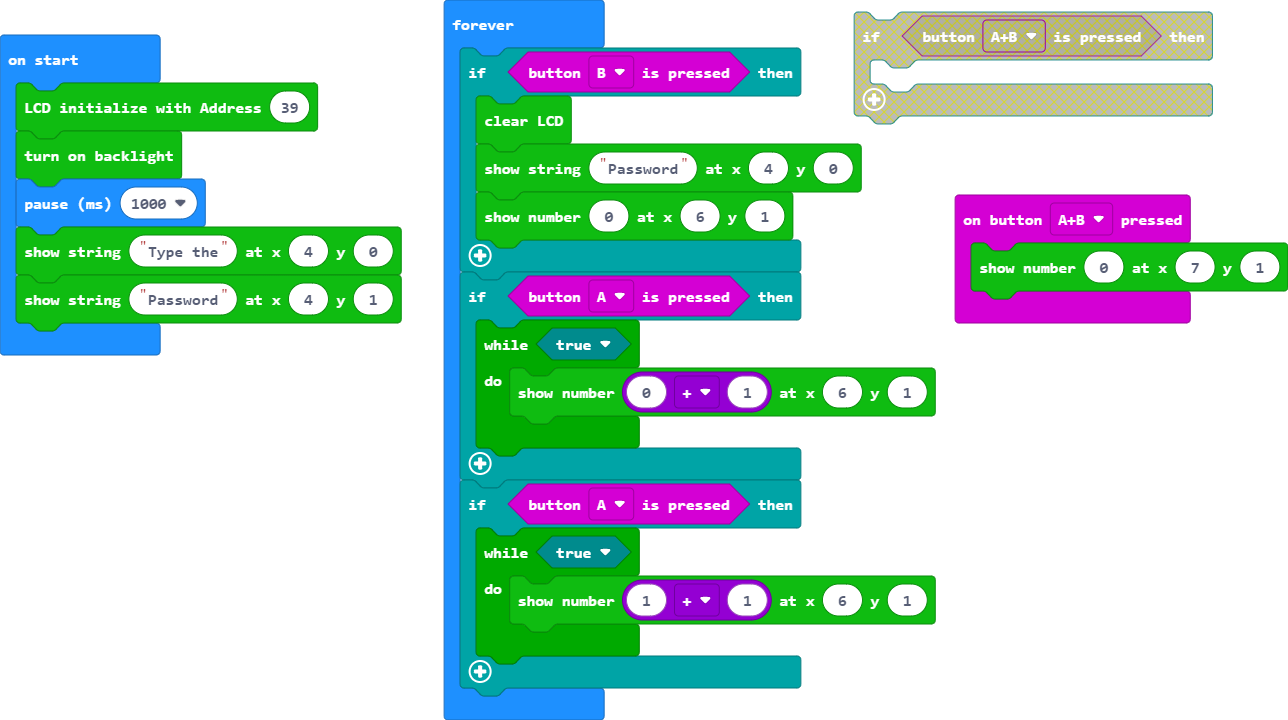 on start
LCD initialize with Address 39
turn on backlight
pause (ms) 1000
show string "Type the" at x 4 y 0
show string "Password" at x 4 y 1
forever
if button B is pressed then
clear LCD
show string "Password" at x 4 y 0
show number 0 at x 6 y 1
if button A is pressed then
while true
do show number 0 + 1 at x 6 y 1
if button A is pressed then
while true
do show number 1 + 1 at x 6 y 1
if button A+B is pressed then
on button A+B pressed
show number 0 at x 7 y 1